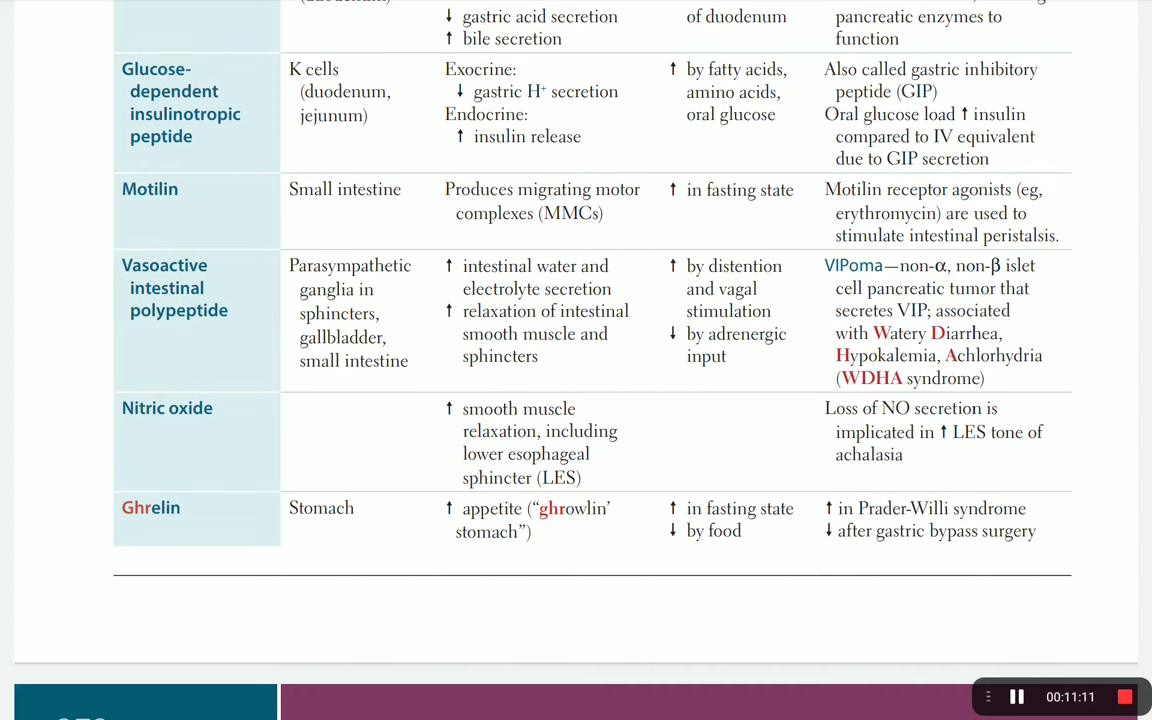 ↓ gastric acid secretion
↑ bile secretion
of duodenum
pancreatic enzymes to
function
Glucose-
dependent
insulinotropic
peptide
K cells
(duodenum,
jejunum)
Exocrine:
↓ gastric H⁺ secretion
Endocrine:
↑ insulin release
↑ by fatty acids,
amino acids,
oral glucose
Also called gastric inhibitory
peptide (GIP)
Oral glucose load ↑ insulin
compared to IV equivalent
due to GIP secretion
Motilin
Small intestine
Produces migrating motor
complexes (MMCs)
↑ in fasting state
Motilin receptor agonists (eg,
erythromycin) are used to
stimulate intestinal peristalsis.
Vasoactive
intestinal
polypeptide
Parasympathetic
ganglia in
sphincters,
gallbladder,
small intestine
↑ intestinal water and
electrolyte secretion
↑ relaxation of intestinal
smooth muscle and
sphincters
↑ by distention
and vagal
stimulation
↓ by adrenergic
input
VIPoma—non-α, non-β islet
cell pancreatic tumor that
secretes VIP; associated
with Watery Diarrhea,
Hypokalemia, Achlorhydria
(WDHA syndrome)
Nitric oxide
↑ smooth muscle
relaxation, including
lower esophageal
sphincter (LES)
Loss of NO secretion is
implicated in ↑ LES tone of
achalasia
Ghrelin
Stomach
↑ appetite (“ghrowlin’
stomach”)
↑ in fasting state
↓ by food
↑ in Prader-Willi syndrome
↓ after gastric bypass surgery
00:11:11